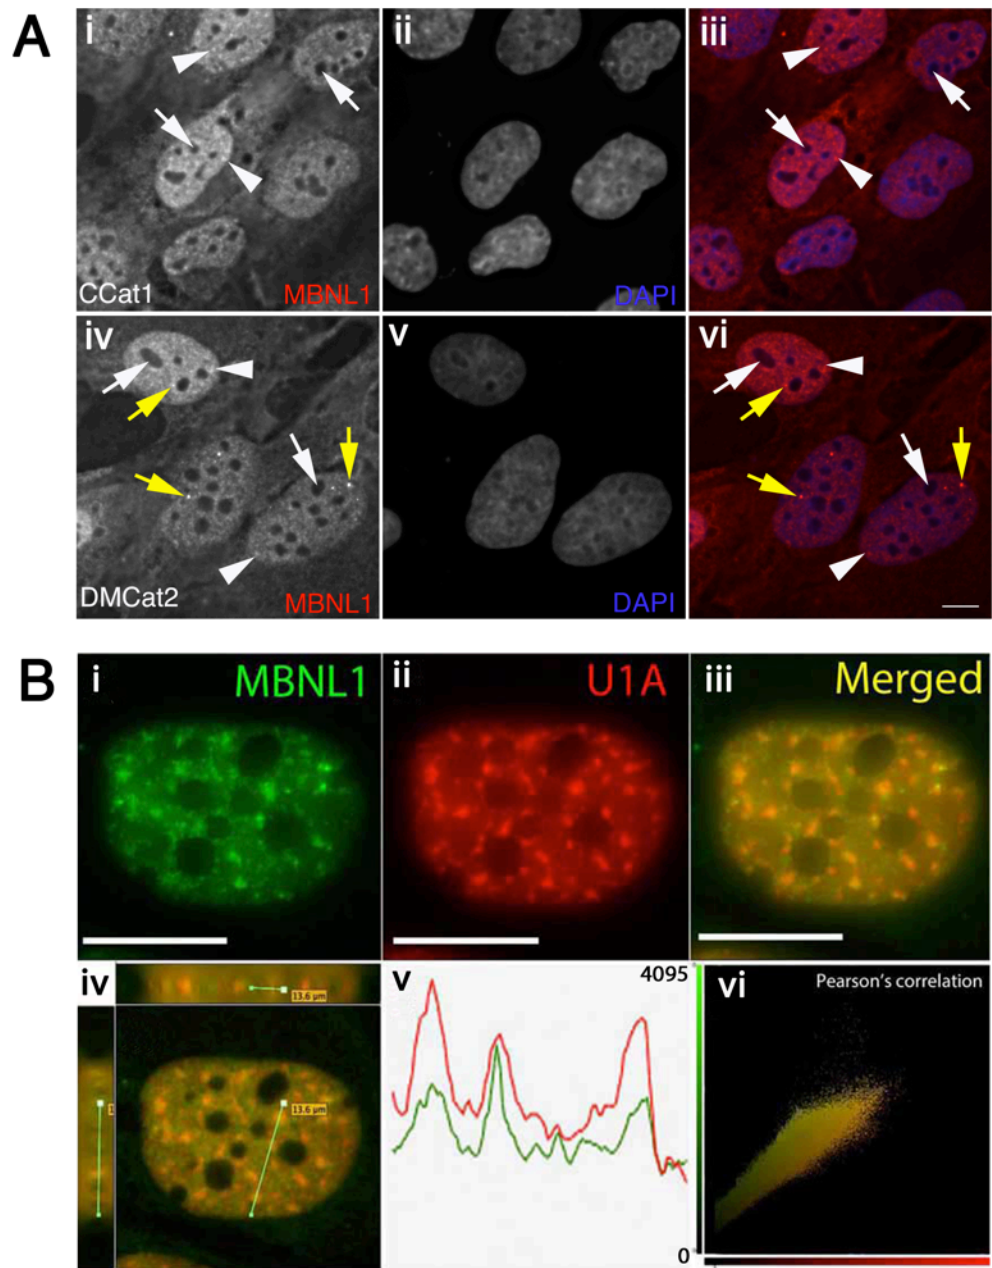 A
i
ii
iii
CCat1
MBNL1
DAPI
iv
v
vi
DMCat2
MBNL1
DAPI
B
i
MBNL1
ii
U1A
iii
Merged
iv
13.6 µm
13.6 µm
v
4095
0
vi
Pearson's correlation